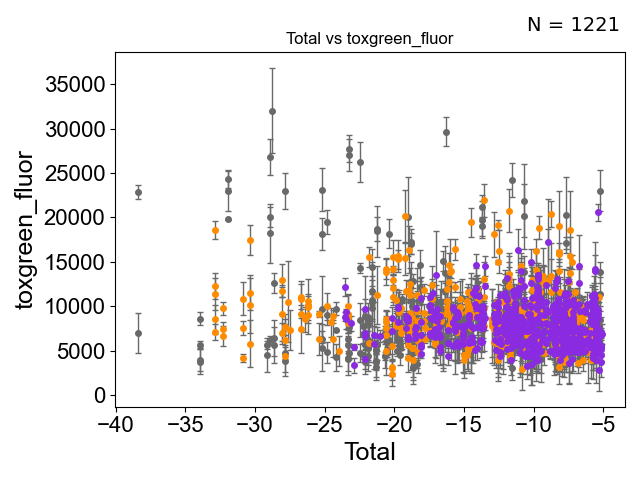 N = 1221
Total vs toxgreen_fluor
toxgreen_fluor
35000
30000
25000
20000
15000
10000
5000
0
−40 −35 −30 −25 −20 −15 −10 −5
Total